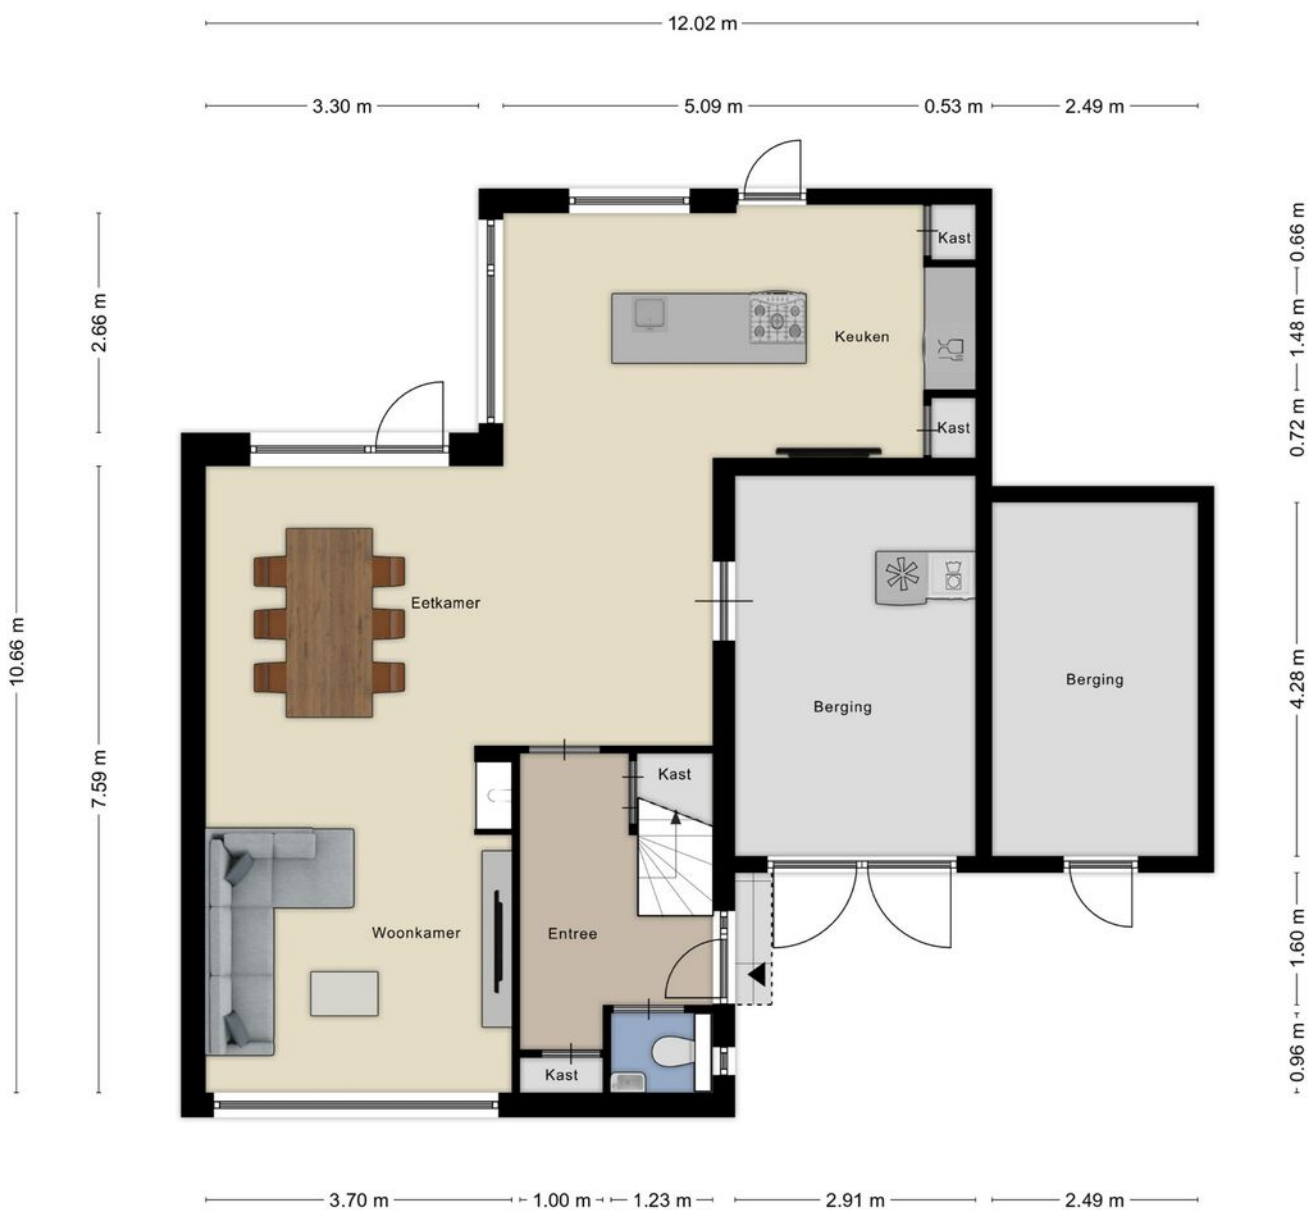 12.02 m
3.30 m
5.09 m
0.53 m
2.49 m
10.66 m
2.66 m
7.59 m
0.66 m
1.48 m
0.72 m
4.28 m
1.60 m
0.96 m
Kast
Keuken
Kast
Eetkamer
Berging
Berging
Kast
Woonkamer
Entree
Kast
3.70 m
1.00 m
1.23 m
2.91 m
2.49 m